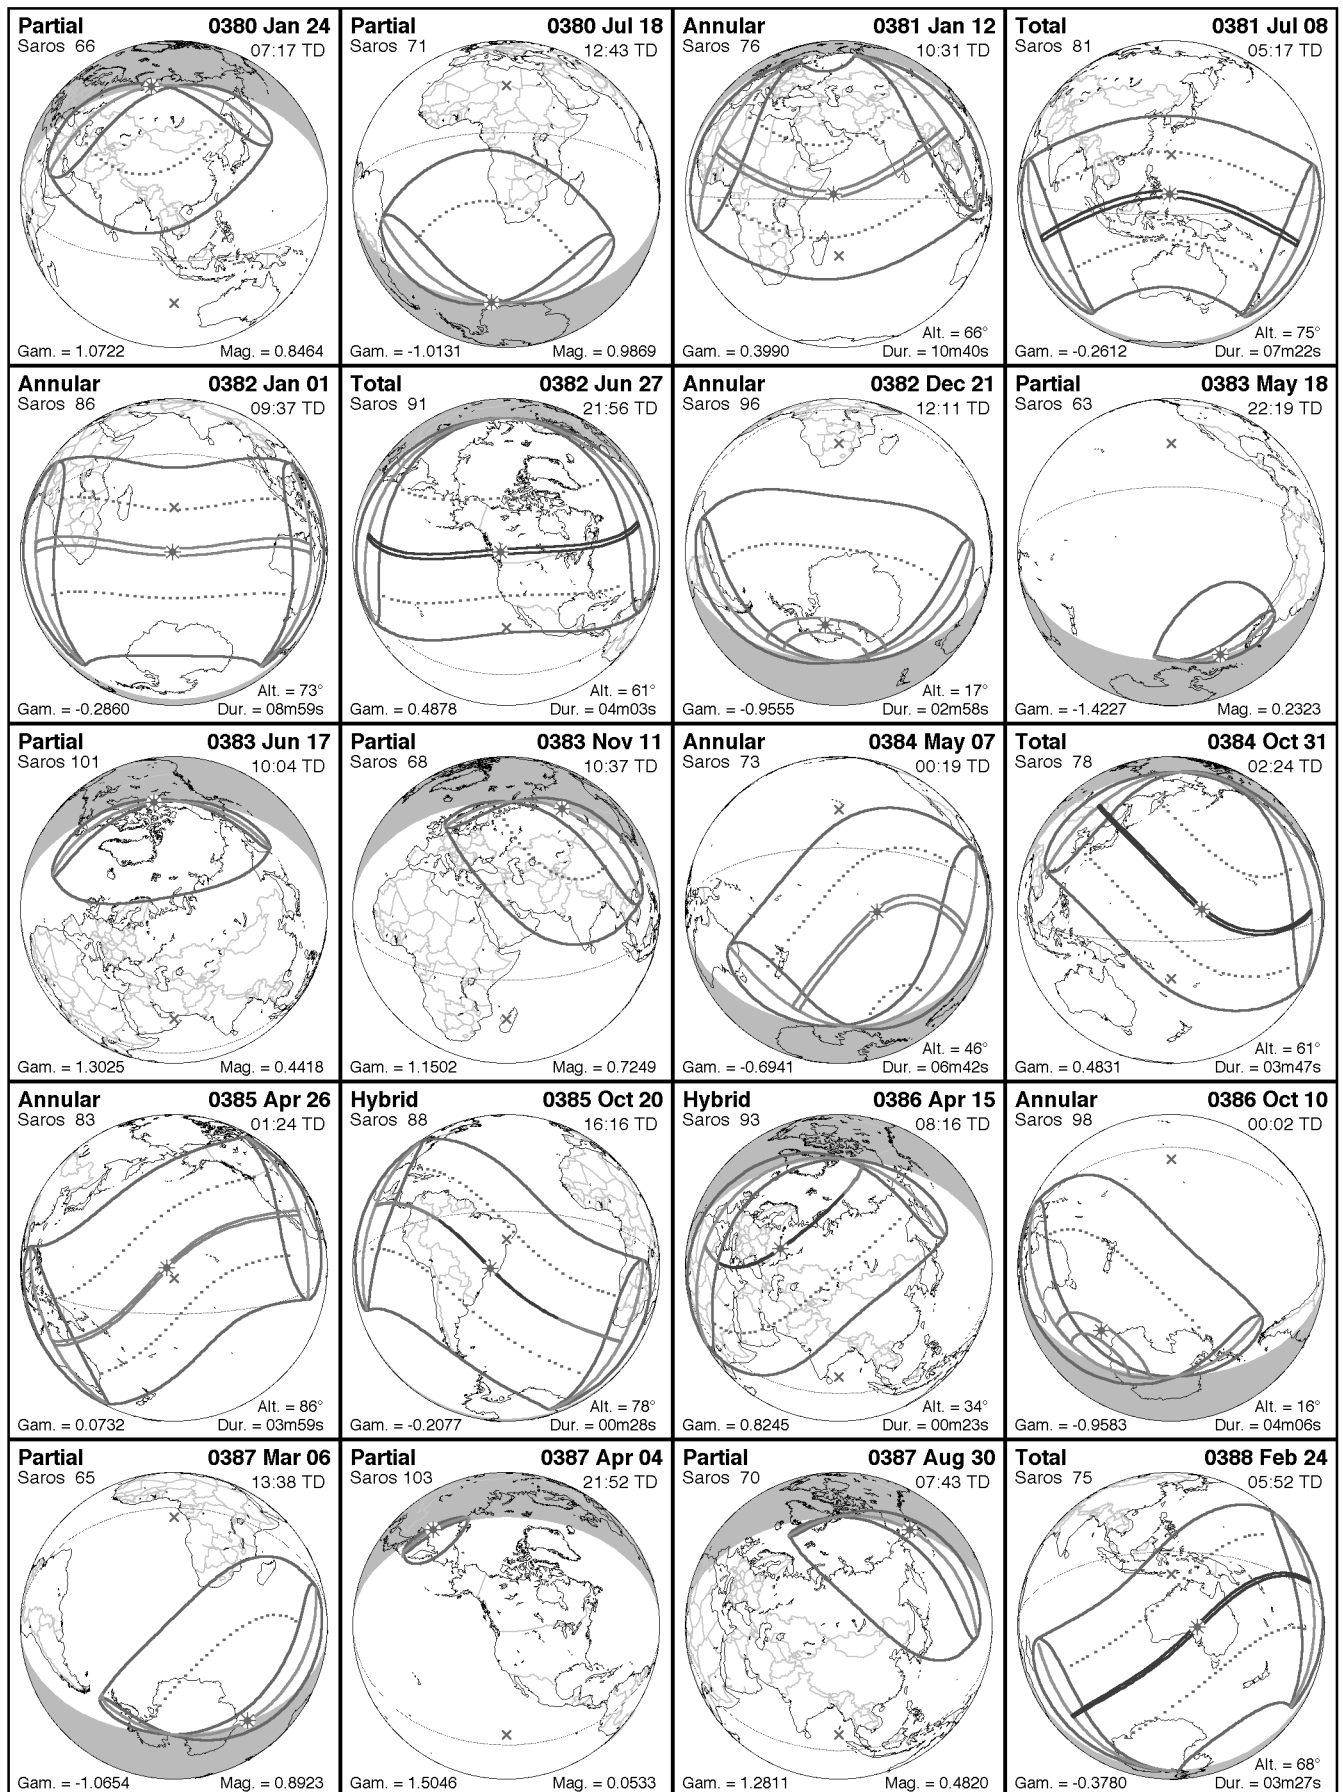 Partial 0380 Jan 24
Saros 66 07:17 TD
Gam. = 1.0722 Mag. = 0.8464
Partial 0380 Jul 18
Saros 71 12:43 TD
Gam. = -1.0131 Mag. = 0.9869
Annular 0381 Jan 12
Saros 76 10:31 TD
Alt. = 66°
Gam. = 0.3990 Dur. = 10m40s
Total 0381 Jul 08
Saros 81 05:17 TD
Alt. = 75°
Gam. = -0.2612 Dur. = 07m22s
Annular 0382 Jan 01
Saros 86 09:37 TD
Alt. = 73°
Gam. = -0.2860 Dur. = 08m59s
Total 0382 Jun 27
Saros 91 21:56 TD
Alt. = 61°
Gam. = 0.4878 Dur. = 04m03s
Annular 0382 Dec 21
Saros 96 12:11 TD
Alt. = 17°
Gam. = -0.9555 Dur. = 02m58s
Partial 0383 May 18
Saros 63 22:19 TD
Gam. = -1.4227 Mag. = 0.2323
Partial 0383 Jun 17
Saros 101 10:04 TD
Gam. = 1.3025 Mag. = 0.4418
Partial 0383 Nov 11
Saros 68 10:37 TD
Gam. = 1.1502 Mag. = 0.7249
Annular 0384 May 07
Saros 73 00:19 TD
Alt. = 46°
Gam. = -0.6941 Dur. = 06m42s
Total 0384 Oct 31
Saros 78 02:24 TD
Alt. = 61°
Gam. = 0.4831 Dur. = 03m47s
Annular 0385 Apr 26
Saros 83 01:24 TD
Alt. = 86°
Gam. = 0.0732 Dur. = 03m59s
Hybrid 0385 Oct 20
Saros 88 16:16 TD
Alt. = 78°
Gam. = -0.2077 Dur. = 00m28s
Hybrid 0386 Apr 15
Saros 93 08:16 TD
Alt. = 34°
Gam. = 0.8245 Dur. = 00m23s
Annular 0386 Oct 10
Saros 98 00:02 TD
Alt. = 16°
Gam. = -0.9583 Dur. = 04m06s
Partial 0387 Mar 06
Saros 65 13:38 TD
Gam. = -1.0654 Mag. = 0.8923
Partial 0387 Apr 04
Saros 103 21:52 TD
Gam. = 1.5046 Mag. = 0.0533
Partial 0387 Aug 30
Saros 70 07:43 TD
Gam. = 1.2811 Mag. = 0.4820
Total 0388 Feb 24
Saros 75 05:52 TD
Alt. = 68°
Gam. = -0.3780 Dur. = 03m27s